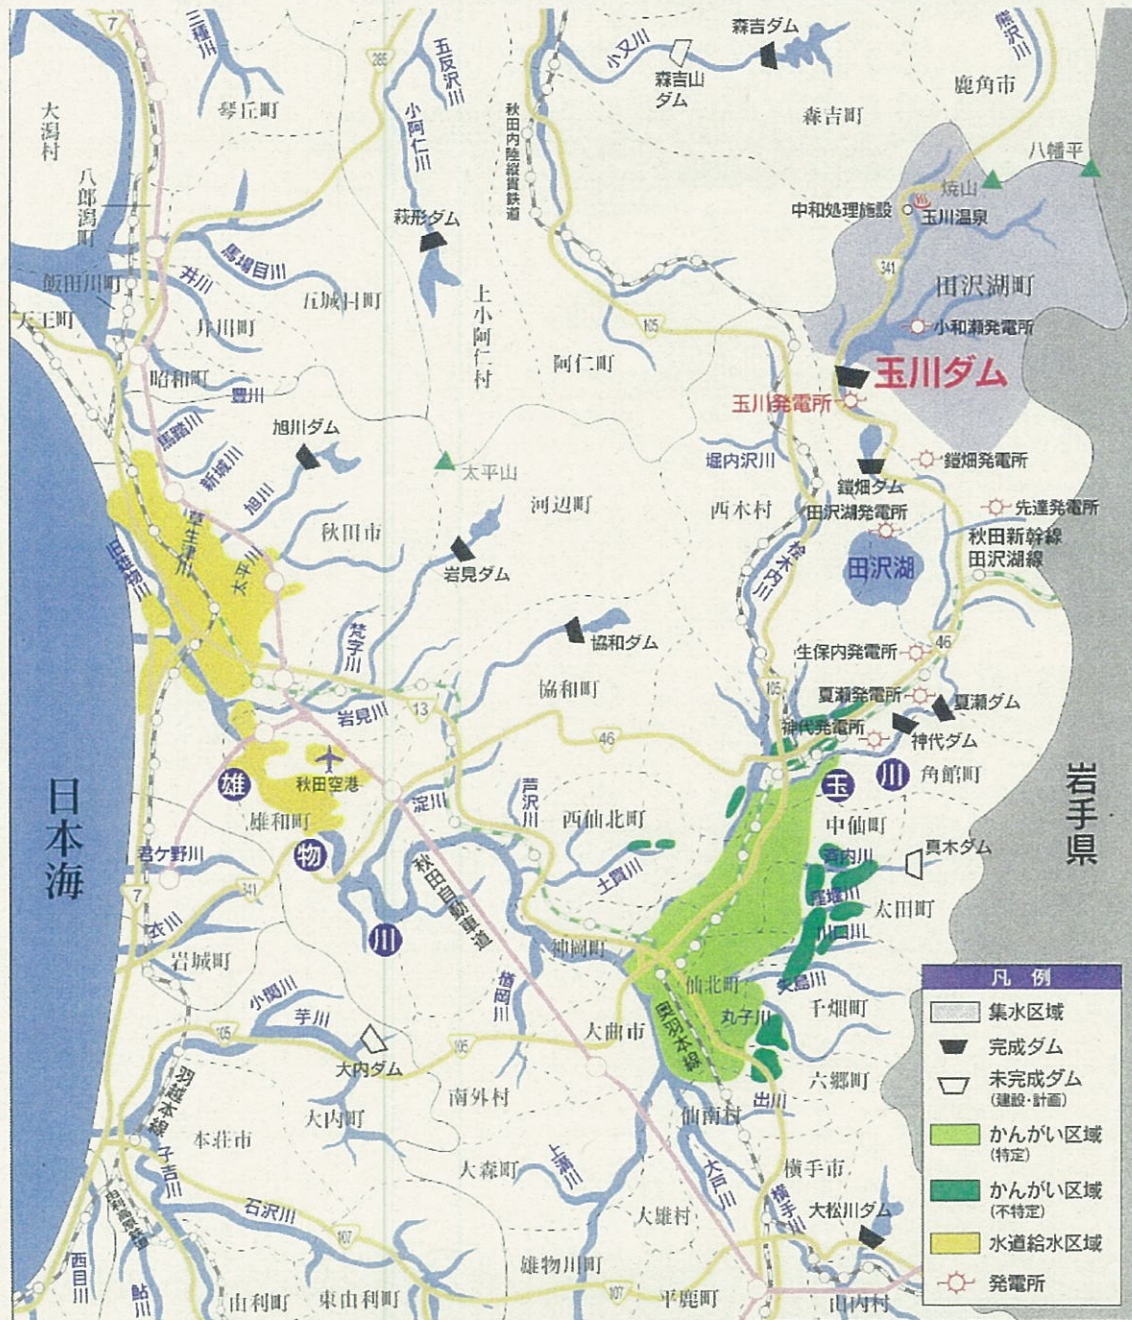 7
三種川
285
五反沢川
小又川
森吉山
ダム
森吉ダム
熊沢川
鹿角市
大潟村
琴丘町
小阿仁川
秋田内陸縦貫鉄道
森吉町
八幡平
八郎潟町
焼山
中和処理施設
玉川温泉
萩形ダム
馬場目川
341
飯田川町
井川
五城目町
田沢湖町
天王町
井川町
上小阿仁村
105
小和瀬発電所
阿仁町
昭和町
豊川
玉川ダム
玉川発電所
馬踏川
旭川ダム
新城川
太平山
堀内沢川
鎧畑発電所
旭川
鎧畑ダム
河辺町
西木村
田沢湖発電所
先達発電所
草生津川
秋田市
秋田新幹線
田沢湖線
旧雄物川
太平川
岩見ダム
桧木内川
田沢湖
梵字川
協和ダム
46
生保内発電所
協和町
105
夏瀬発電所
夏瀬ダム
岩見川
13
46
神代発電所
神代ダム
秋田空港
雄
玉
川
角館町
日本海
岩手県
雄和町
淀川
芦沢川
西仙北町
中仙町
物
君ケ野川
斉内川
真木ダム
土買川
7
341
秋田自動車道
窪堰川
太田町
衣川
川
川口川
岩城町
神岡町
小関川
芋川
楢岡川
仙北町
矢島川
千畑町
丸子川
105
大内ダム
105
大曲市
奥羽本線
六郷町
羽越本線
南外村
出川
大内町
仙南村
本荘市
子吉川
大森町
上溝川
大戸川
横手市
横手川
大松川ダム
石沢川
107
大雄村
西目川
鮎川
由利町
東由利町
雄物川町
107
平鹿町
山内村
凡 例
集水区域
完成ダム
未完成ダム
(建設・計画)
かんがい区域
(特定)
かんがい区域
(不特定)
水道給水区域
発電所